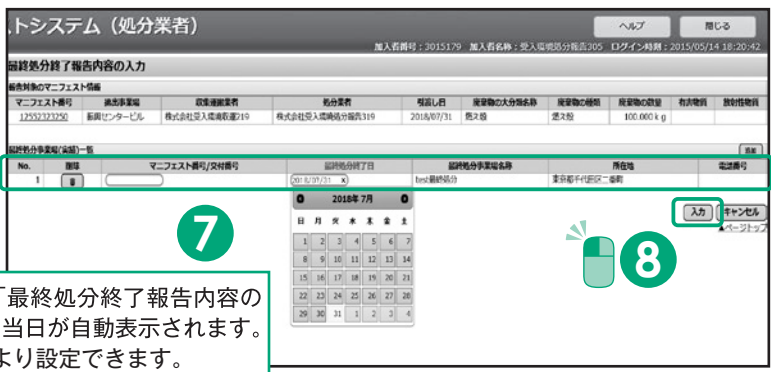 トシステム（処分業者）
ヘルプ 閉じる
加入者番号：3015179 加入者名称：受入環境処分報告305 ログイン時刻：2015/05/14 18:20:42
最終処分終了報告内容の入力
報告対象のマニフェスト情報
マニフェスト番号 排出事業場 収集運搬業者 処分業者 引渡し日 廃棄物の大分類名称 廃棄物の種類 廃棄物の数量 有害物質 放射性物質
12552323250 振興センタービル 株式会社受入環境収運219 株式会社受入環境処分報告319 2018/07/31 燃え殻 燃え殻 100.000 kg
最終処分事業場(実績)一覧
追加
No. 削除 マニフェスト番号/交付番号 最終処分終了日 最終処分事業場名称 所在地 電話番号
1 2018/07/31 x test最終処分 東京都千代田区二番町
2018年 7月
日 月 火 水 木 金 土
1 2 3 4 5 6 7
8 9 10 11 12 13 14
15 16 17 18 19 20 21
22 23 24 25 26 27 28
29 30 31 1 2 3 4
入力 キャンセル
▲ページトップ
7
8
「最終処分終了報告内容の
当日が自動表示されます。
より設定できます。